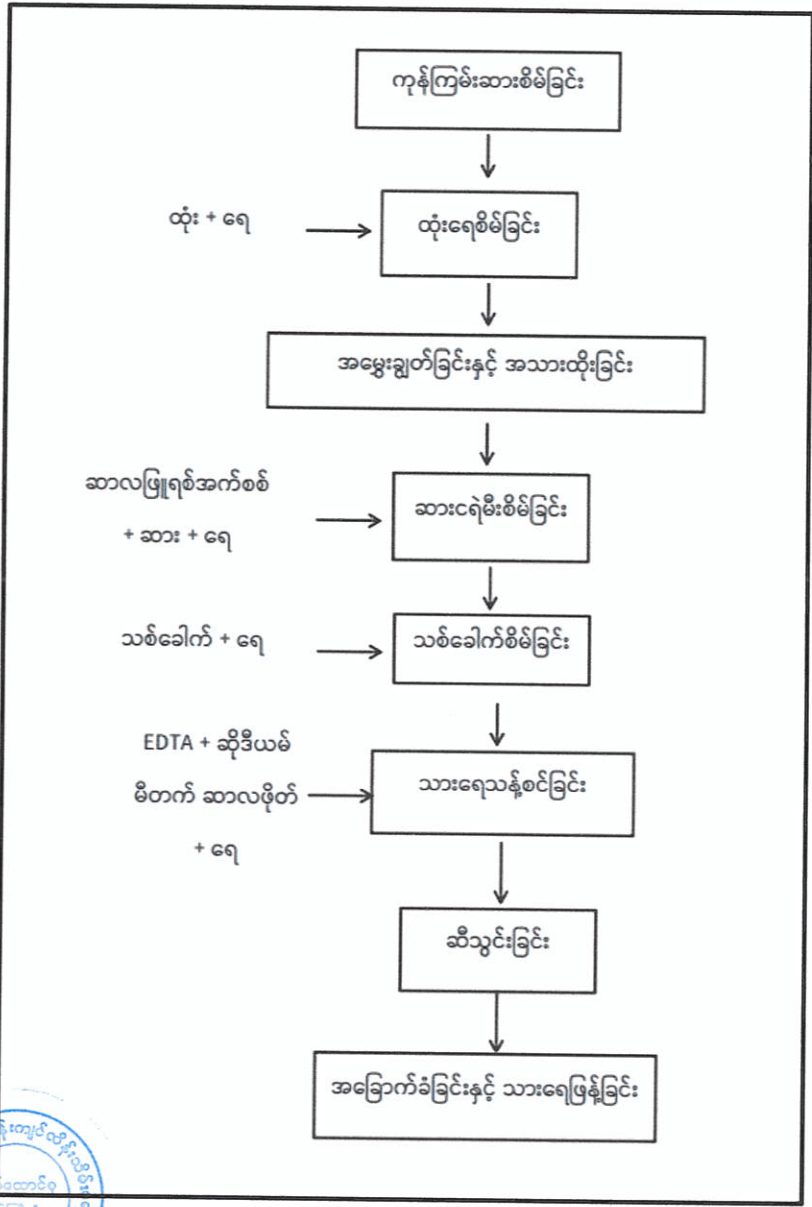 ကုန်ကြမ်းဆားစိမ်ခြင်း
ထုံး + ရေ
ထုံးရေစိမ်ခြင်း
အမွှေးချွတ်ခြင်းနှင့် အသားထိုးခြင်း
ဆာလဖြူရစ်အက်စစ်
+ ဆား + ရေ
ဆားငရဲမီးစိမ်ခြင်း
သစ်ခေါက် + ရေ
သစ်ခေါက်စိမ်ခြင်း
EDTA + ဆိုဒီယမ်
မီတက် ဆာလဖိုတ်
+ ရေ
သားရေသန့်စင်ခြင်း
ဆီသွင်းခြင်း
အခြောက်ခံခြင်းနှင့် သားရေဖြန့်ခြင်း